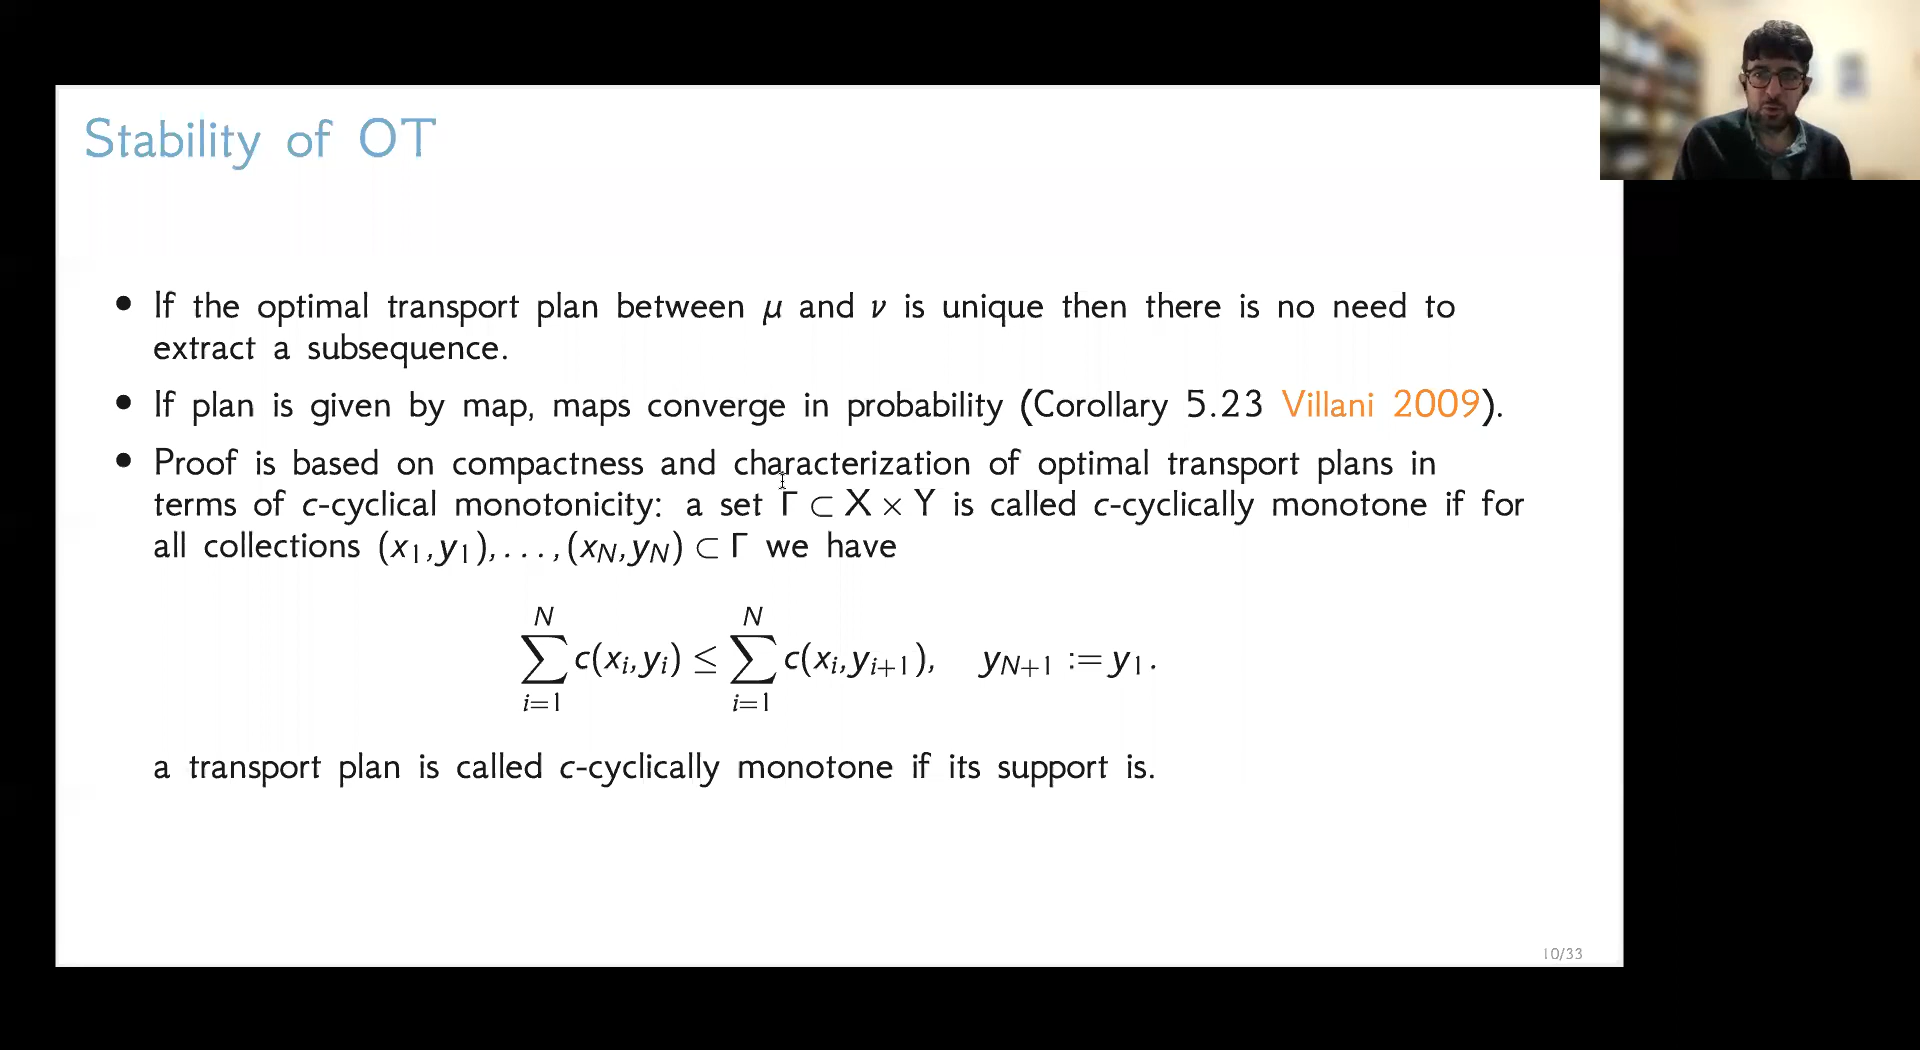 Stability of OT
• If the optimal transport plan between μ and ν is unique then there is no need to
extract a subsequence.
• If plan is given by map, maps converge in probability (Corollary 5.23 Villani 2009).
• Proof is based on compactness and characterization of optimal transport plans in
terms of c-cyclical monotonicity: a set Γ ⊂ X × Y is called c-cyclically monotone if for
all collections (x₁,y₁),...,(x_N,y_N) ⊂ Γ we have
∑_{i=1}^{N} c(x_i,y_i) ≤ ∑_{i=1}^{N} c(x_i,y_{i+1}), y_{N+1} := y₁.
a transport plan is called c-cyclically monotone if its support is.
10/33